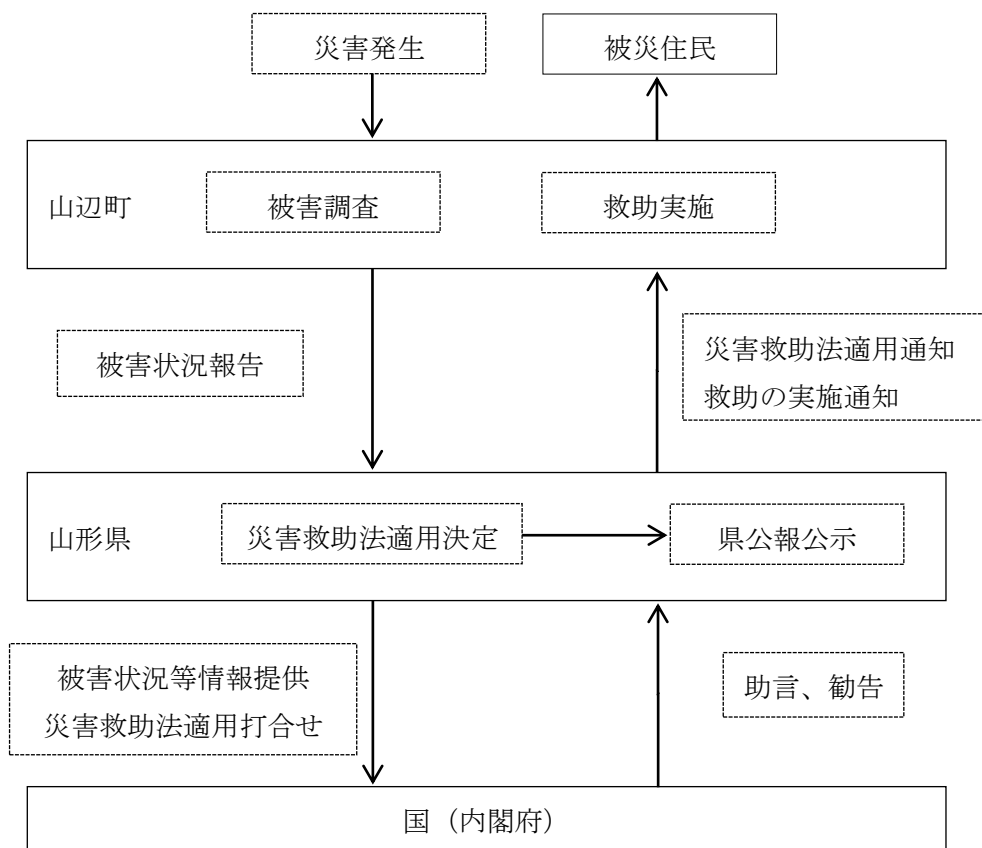 災害発生
被災住民
山辺町
被害調査
救助実施
被害状況報告
災害救助法適用通知
救助の実施通知
山形県
災害救助法適用決定
県公報公示
被害状況等情報提供
災害救助法適用打合せ
助言、勧告
国（内閣府）